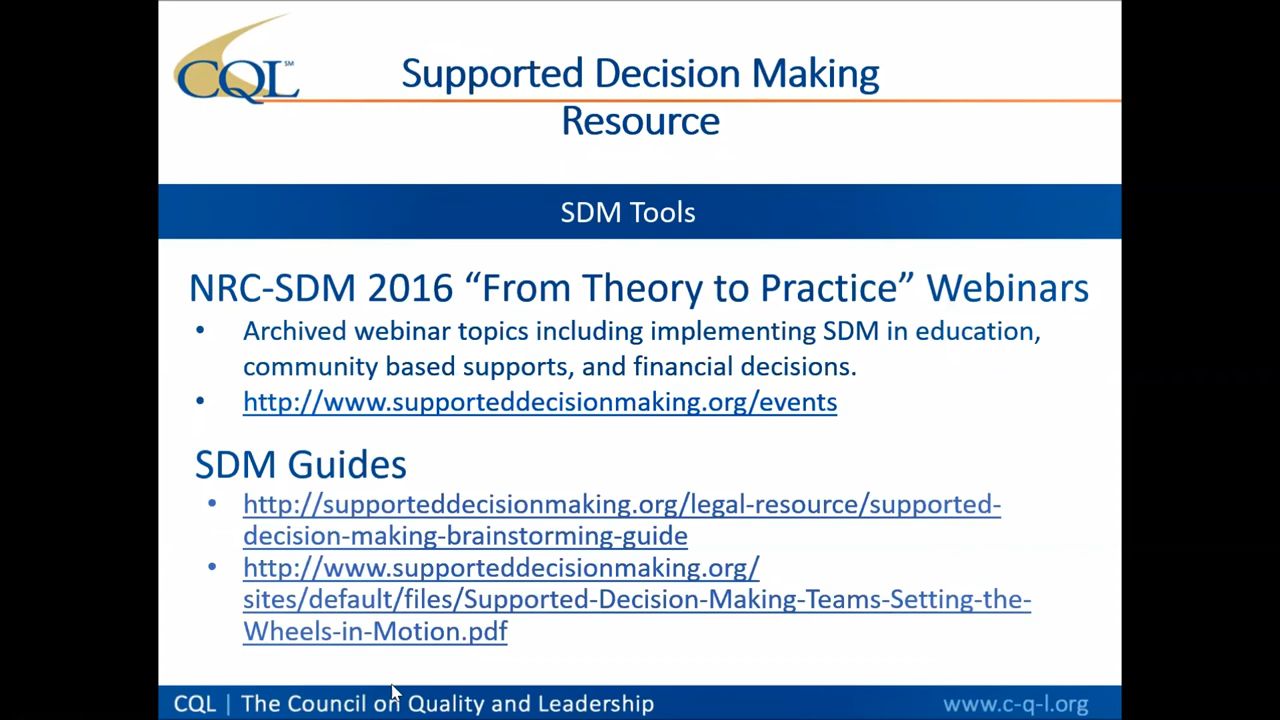 CQL SM
Supported Decision Making
Resource
SDM Tools
NRC-SDM 2016 “From Theory to Practice” Webinars
• Archived webinar topics including implementing SDM in education,
community based supports, and financial decisions.
• http://www.supporteddecisionmaking.org/events
SDM Guides
• http://supporteddecisionmaking.org/legal-resource/supported-
decision-making-brainstorming-guide
• http://www.supporteddecisionmaking.org/
sites/default/files/Supported-Decision-Making-Teams-Setting-the-
Wheels-in-Motion.pdf
CQL | The Council on Quality and Leadership www.c-q-l.org